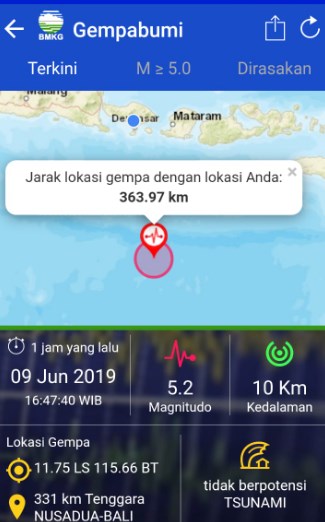 BMKG
Gempabumi
Terkini
M ≥ 5.0
Dirasakan
Malang
Mataram
Jarak lokasi gempa dengan lokasi Anda:
363.97 km
1 jam yang lalu
09 Jun 2019
16:47:40 WIB
5.2
Magnitudo
10 Km
Kedalaman
Lokasi Gempa
11.75 LS 115.66 BT
331 km Tenggara
NUSADUA-BALI
tidak berpotensi
TSUNAMI